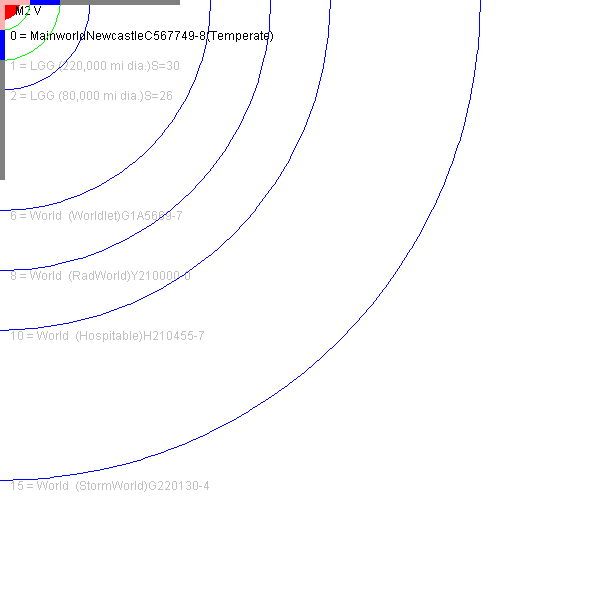 M2 V
0 = MainworldNewcastleC567749-8(Temperate)
1 = LGG (220,000 mi dia.)S=30
2 = LGG (80,000 mi dia.)S=26
6 = World (Worldlet)G1A5669-7
8 = World (RadWorld)Y210000-0
10 = World (Hospitable)H210455-7
15 = World (StormWorld)G220130-4